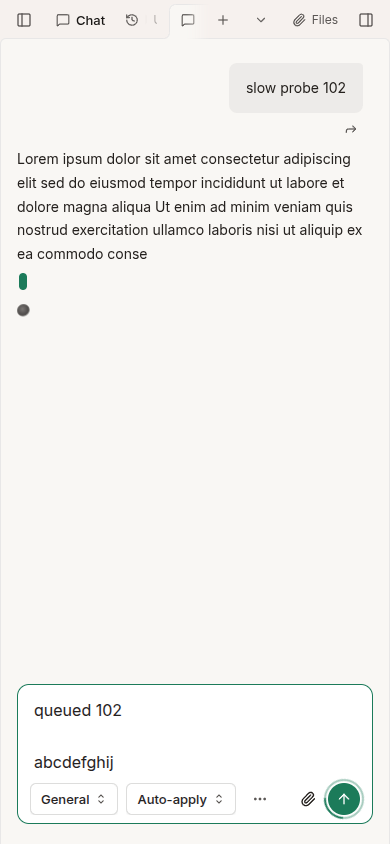 Chat
Files
slow probe 102
Lorem ipsum dolor sit amet consectetur adipiscing
elit sed do eiusmod tempor incididunt ut labore et
dolore magna aliqua Ut enim ad minim veniam quis
nostrud exercitation ullamco laboris nisi ut aliquip ex
ea commodo conse
queued 102
abcdefghij
General
Auto-apply